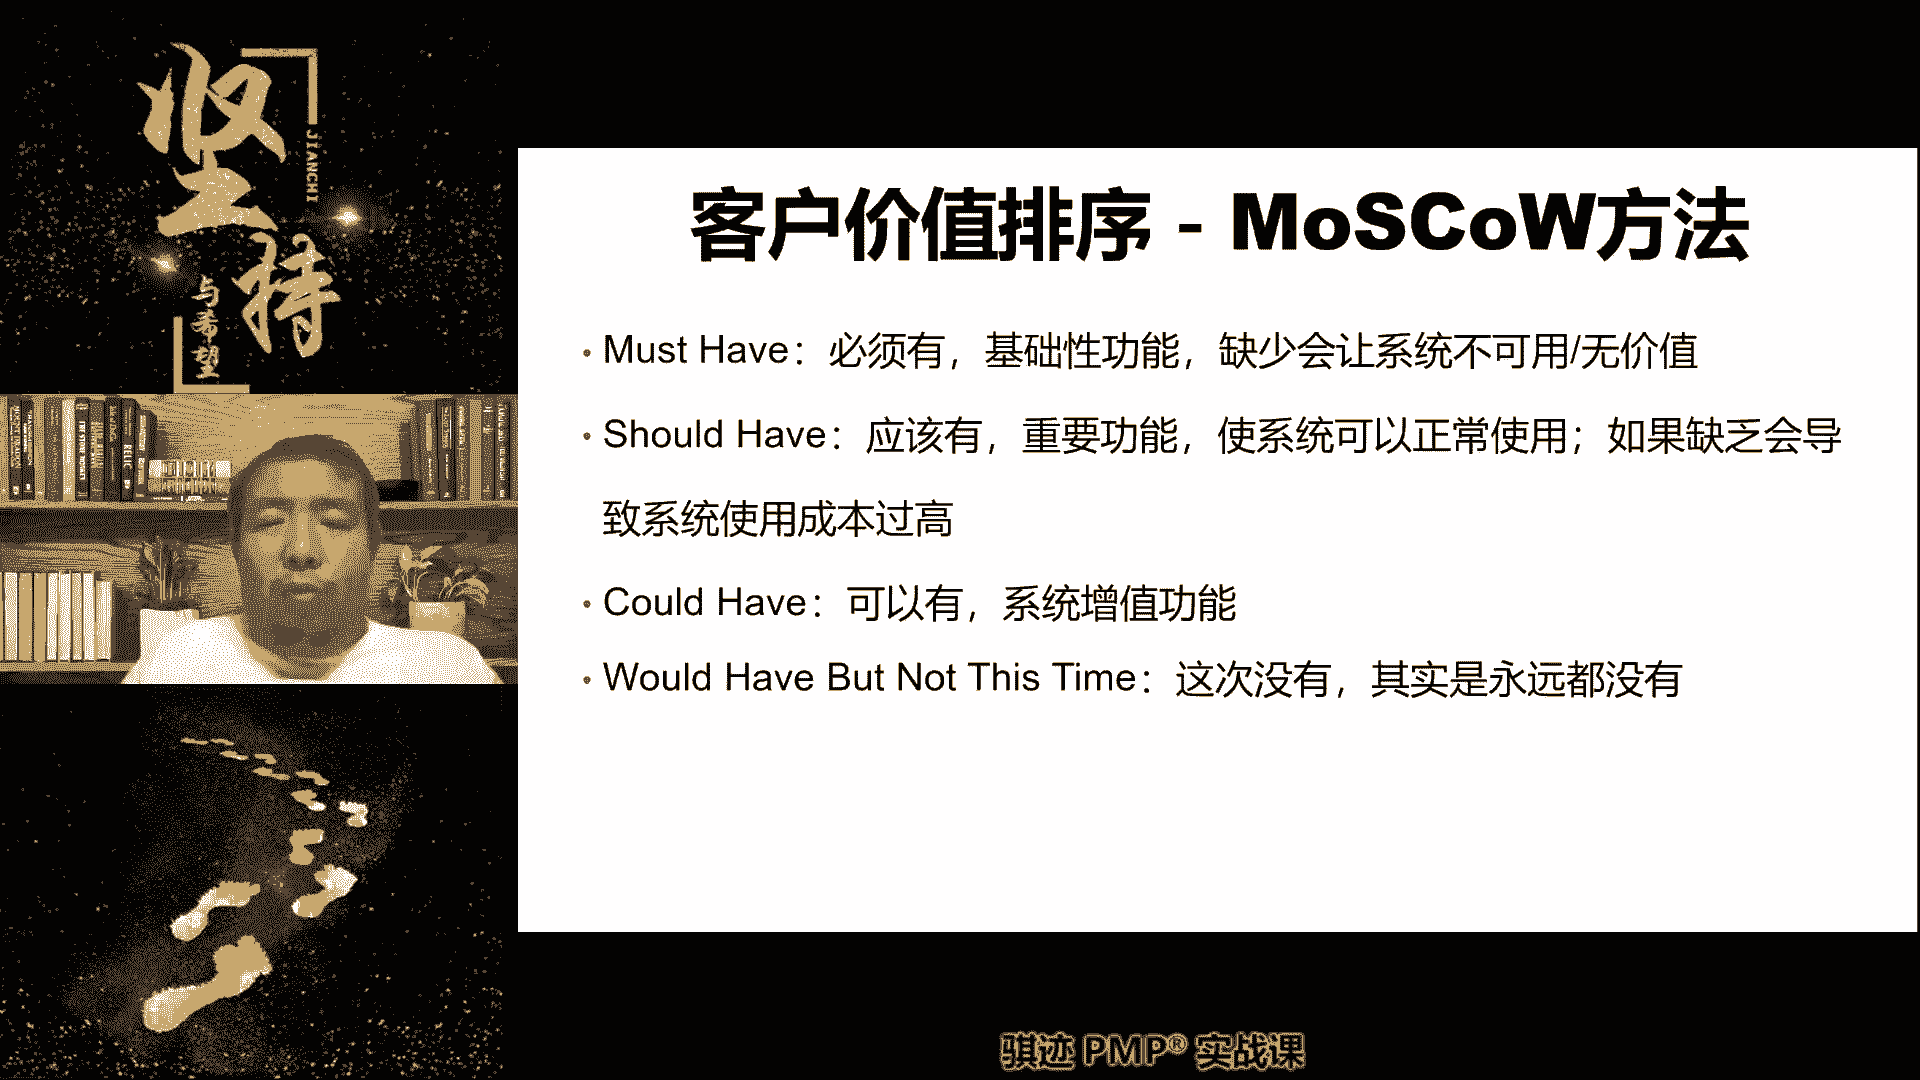 坚持
JIANCHI
与希望
客户价值排序 - MoSCoW方法
• Must Have：必须有，基础性功能，缺少会让系统不可用/无价值
• Should Have：应该有，重要功能，使系统可以正常使用；如果缺乏会导
致系统使用成本过高
• Could Have：可以有，系统增值功能
• Would Have But Not This Time：这次没有，其实是永远都没有
骐迹 PMP® 实战课